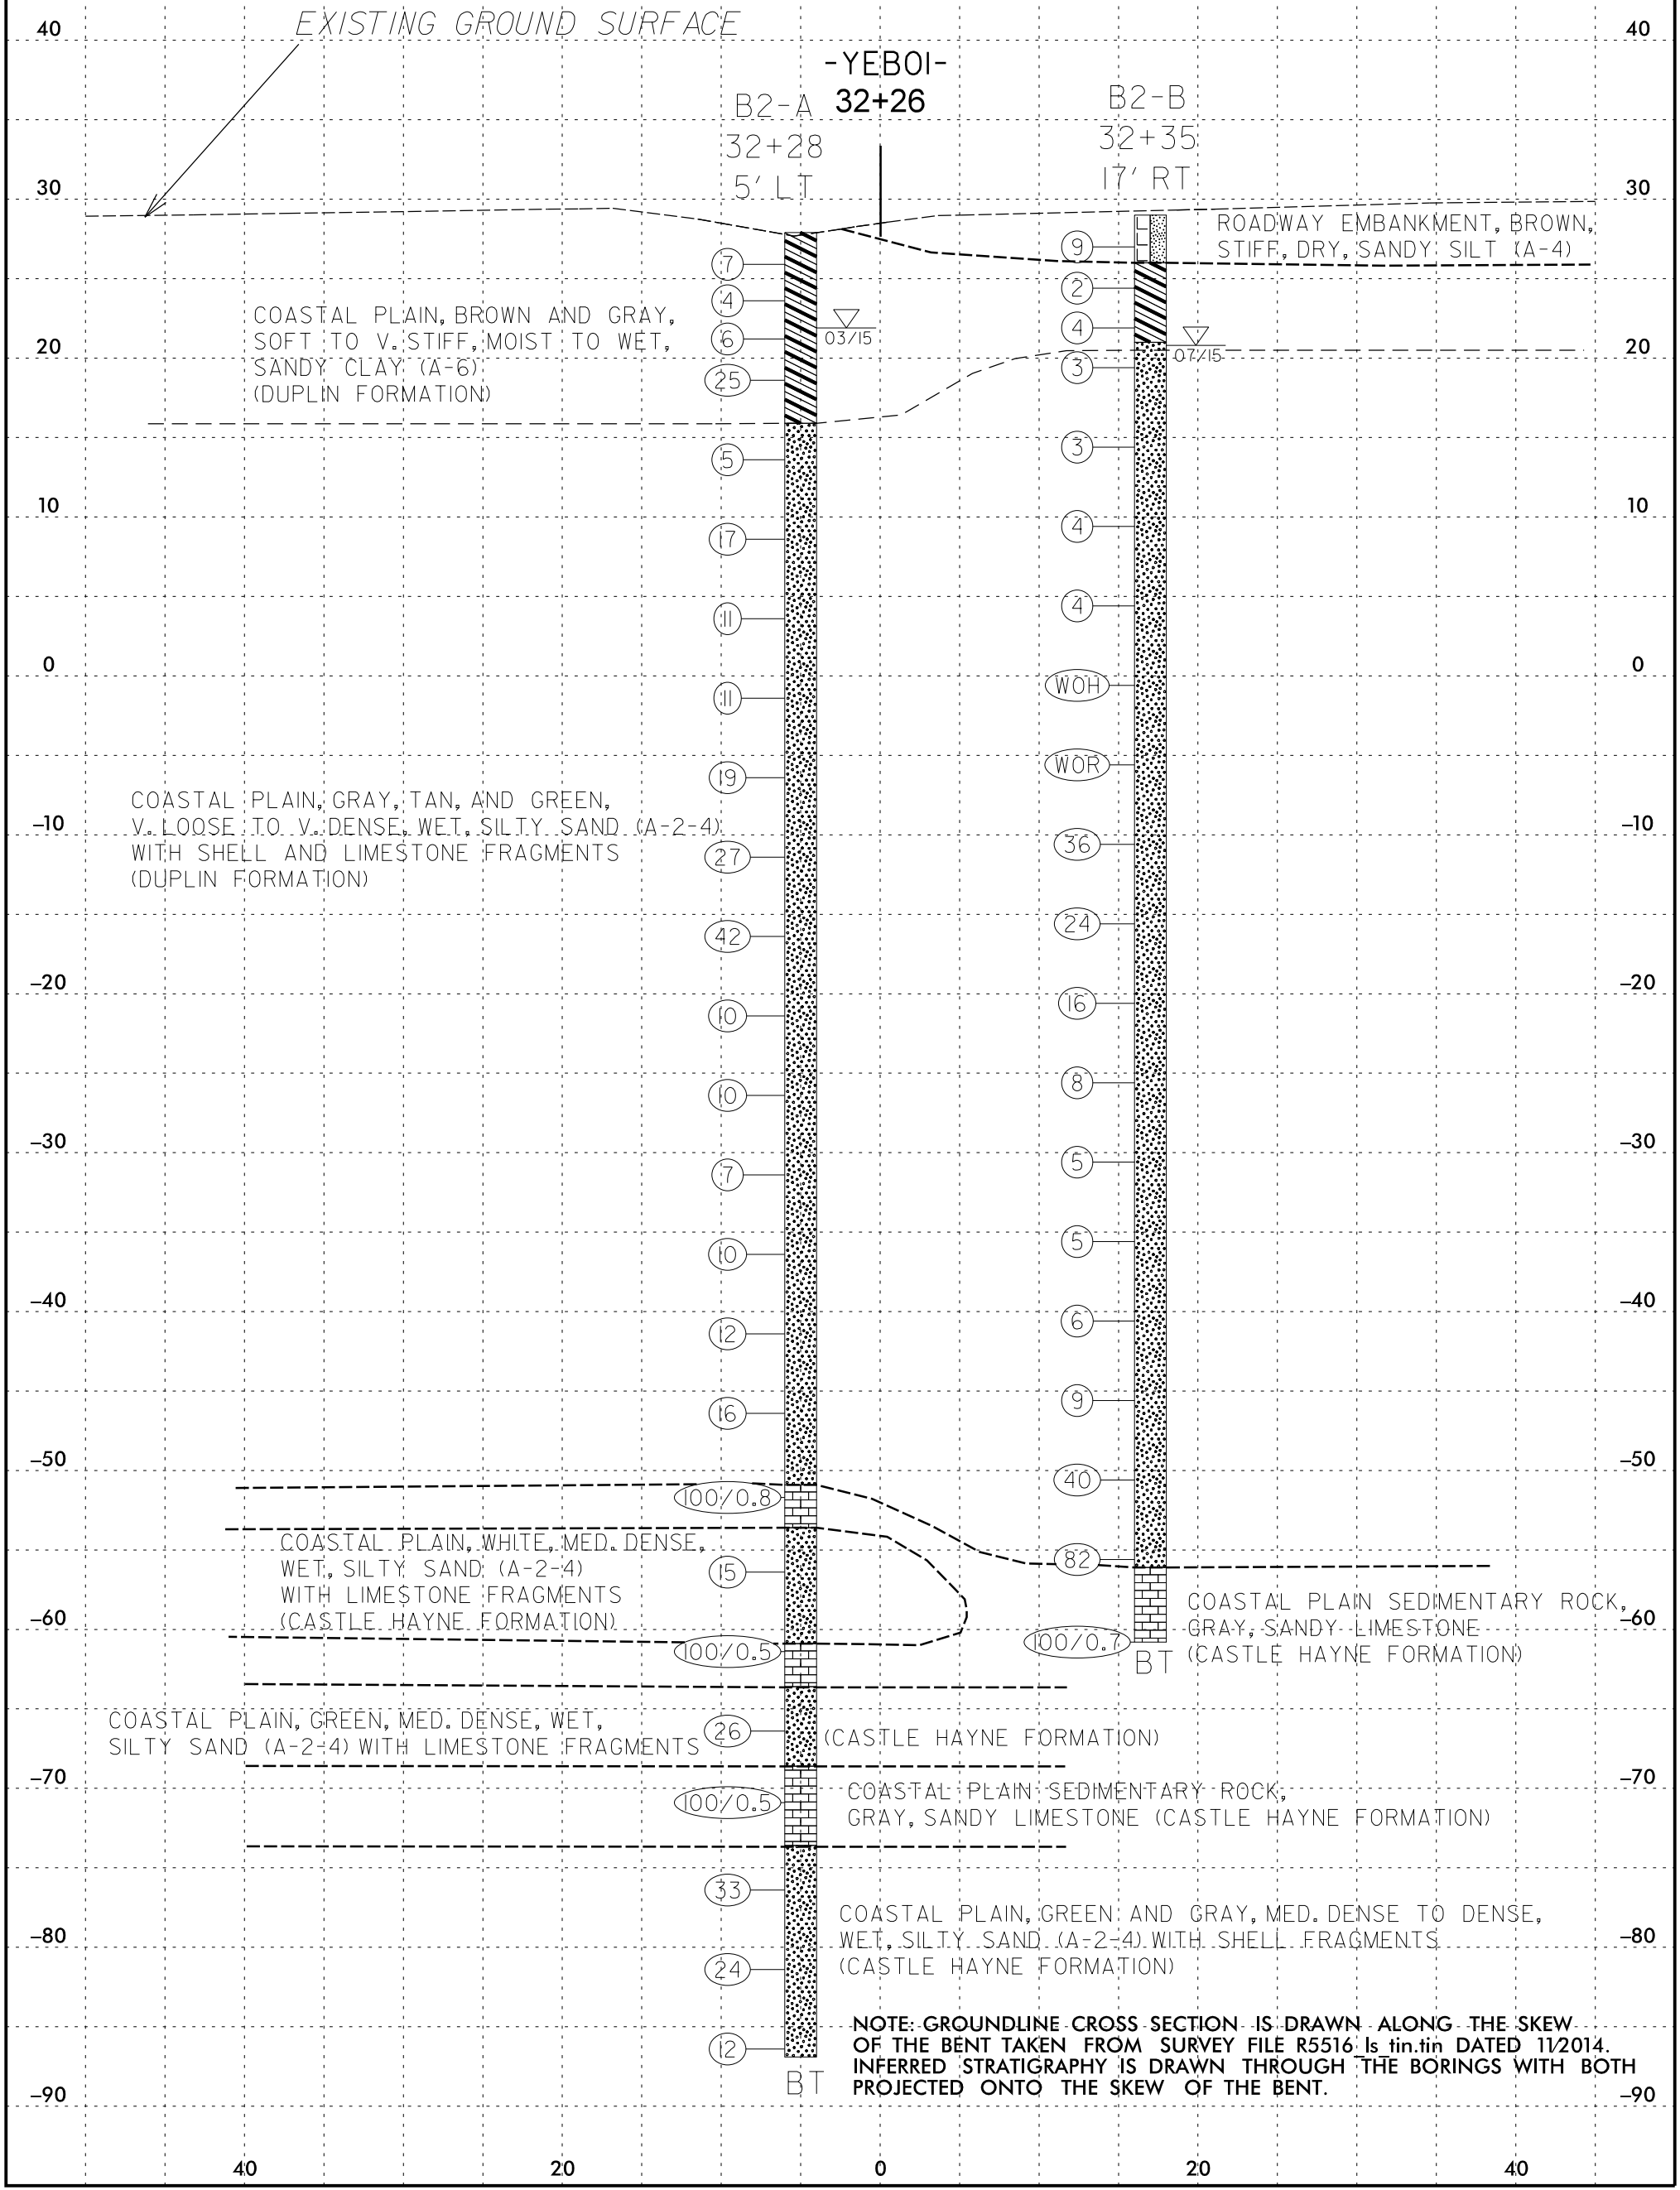 EXISTING GROUND SURFACE
40
40
-YEB01-
32+26
B2-A
32+28
5' LT
B2-B
32+35
17' RT
30
30
ROADWAY EMBANKMENT, BROWN,
STIFF, DRY, SANDY SILT (A-4)
9
7
2
4
COASTAL PLAIN, BROWN AND GRAY,
SOFT TO V. STIFF, MOIST TO WET,
SANDY CLAY (A-6)
(DUPLIN FORMATION)
03/15
4
6
07/15
20
20
3
25
5
3
10
10
17
4
11
4
0
0
11
WOH
19
WOR
COASTAL PLAIN, GRAY, TAN, AND GREEN,
V. LOOSE TO V. DENSE, WET, SILTY SAND (A-2-4)
WITH SHELL AND LIMESTONE FRAGMENTS
(DUPLIN FORMATION)
-10
-10
27
36
42
24
-20
-20
10
16
10
8
-30
-30
7
5
10
5
-40
-40
12
6
16
9
-50
-50
100/0.8
40
COASTAL PLAIN, WHITE, MED. DENSE,
WET, SILTY SAND (A-2-4)
WITH LIMESTONE FRAGMENTS
(CASTLE HAYNE FORMATION)
15
82
COASTAL PLAIN SEDIMENTARY ROCK,
GRAY, SANDY LIMESTONE
(CASTLE HAYNE FORMATION)
-60
-60
100/0.5
100/0.7
BT
COASTAL PLAIN, GREEN, MED. DENSE, WET,
SILTY SAND (A-2-4) WITH LIMESTONE FRAGMENTS
26
(CASTLE HAYNE FORMATION)
-70
-70
100/0.5
COASTAL PLAIN SEDIMENTARY ROCK,
GRAY, SANDY LIMESTONE (CASTLE HAYNE FORMATION)
33
COASTAL PLAIN, GREEN AND GRAY, MED. DENSE TO DENSE,
WET, SILTY SAND (A-2-4) WITH SHELL FRAGMENTS
(CASTLE HAYNE FORMATION)
-80
-80
24
12
BT
NOTE: GROUNDLINE CROSS SECTION IS DRAWN ALONG THE SKEW
OF THE BENT TAKEN FROM SURVEY FILE R5516_ls_tin.tin DATED 11/2014.
INFERRED STRATIGRAPHY IS DRAWN THROUGH THE BORINGS WITH BOTH
PROJECTED ONTO THE SKEW OF THE BENT.
-90
-90
40
20
0
20
40